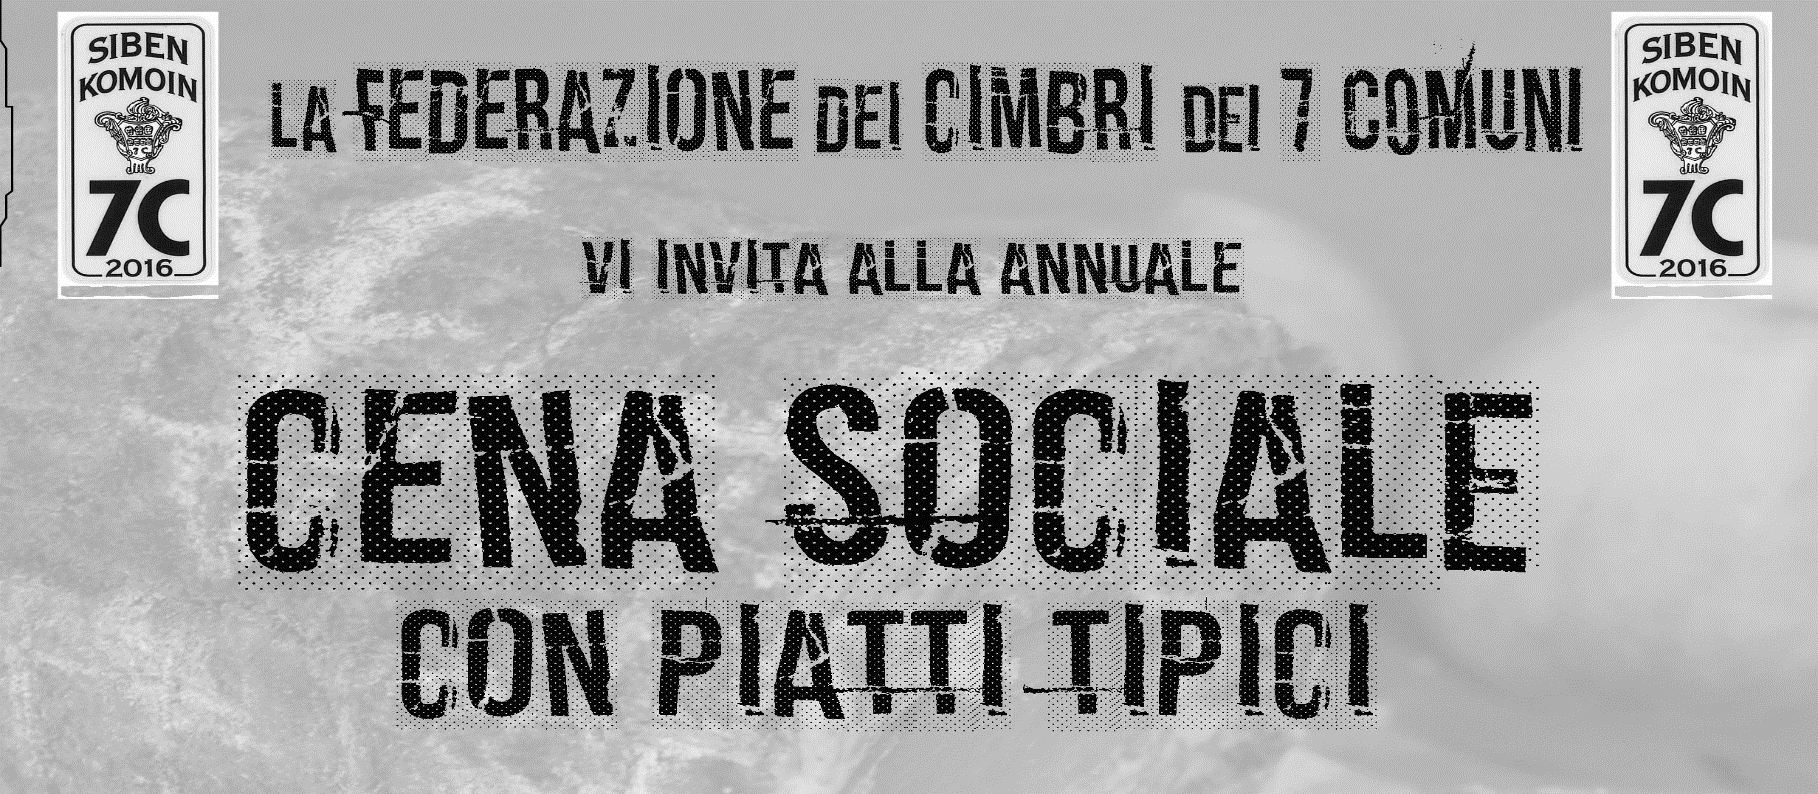 SIBEN
KOMOIN
7C
2016
LA FEDERAZIONE DEI CIMBRI DEI 7 COMUNI
VI INVITA ALLA ANNUALE
CENA SOCIALE
CON PIATTI TIPICI
SIBEN
KOMOIN
7C
2016